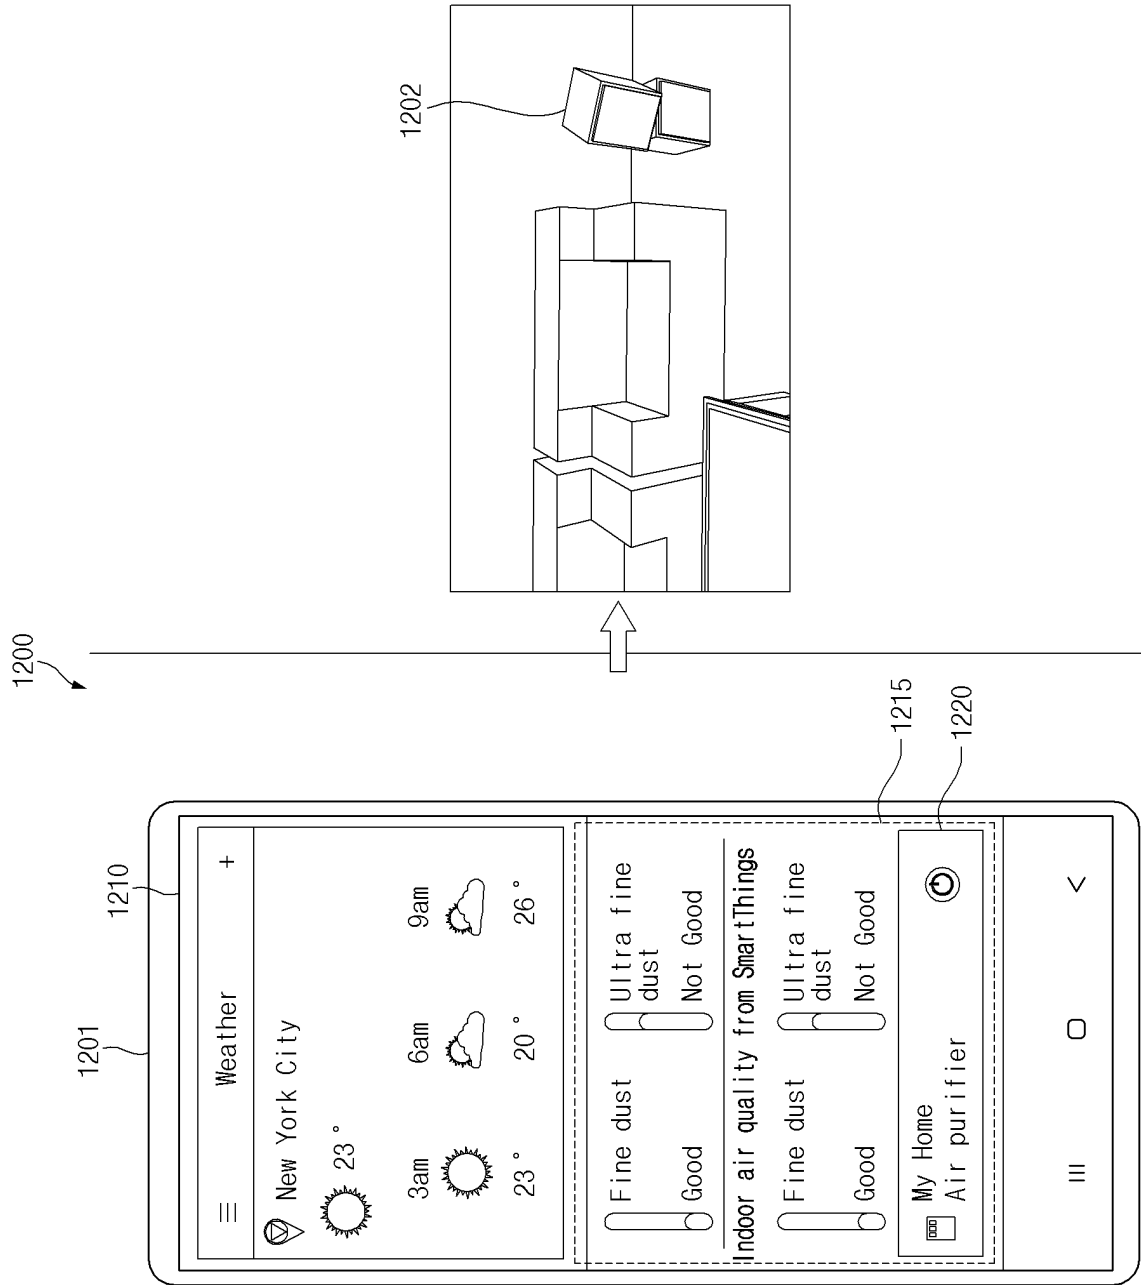 1200
1201
1210
≡ Weather +
New York City
23°
3am 6am 9am
23° 20° 26°
Fine dust Ultra fine
dust
Good Not Good
Indoor air quality from SmartThings
Fine dust Ultra fine
dust
Good Not Good
My Home
Air purifier
1215
1220
1202